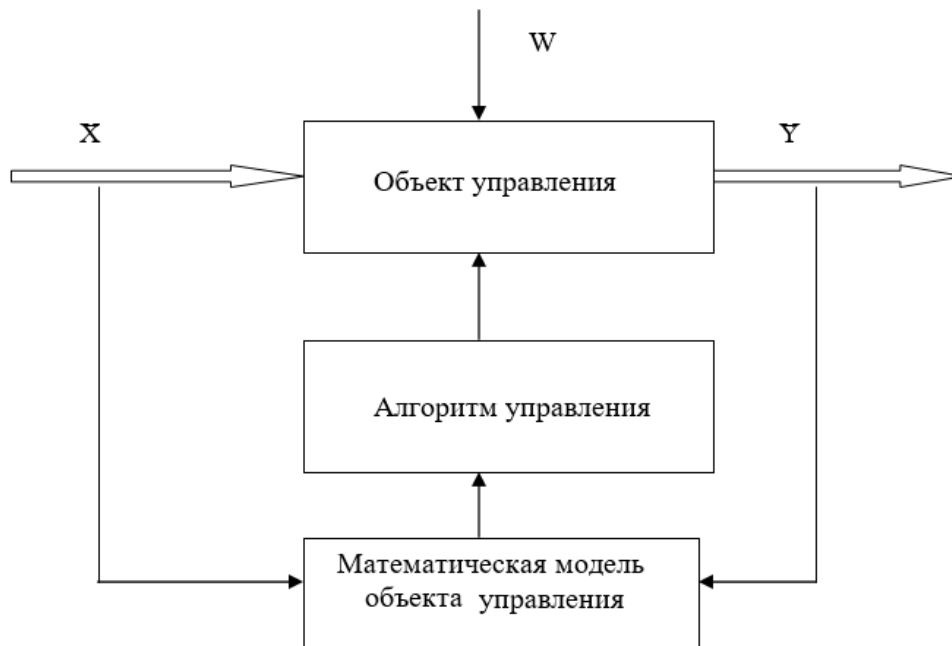 W
X
Y
Объект управления
Алгоритм управления
Математическая модель
объекта управления